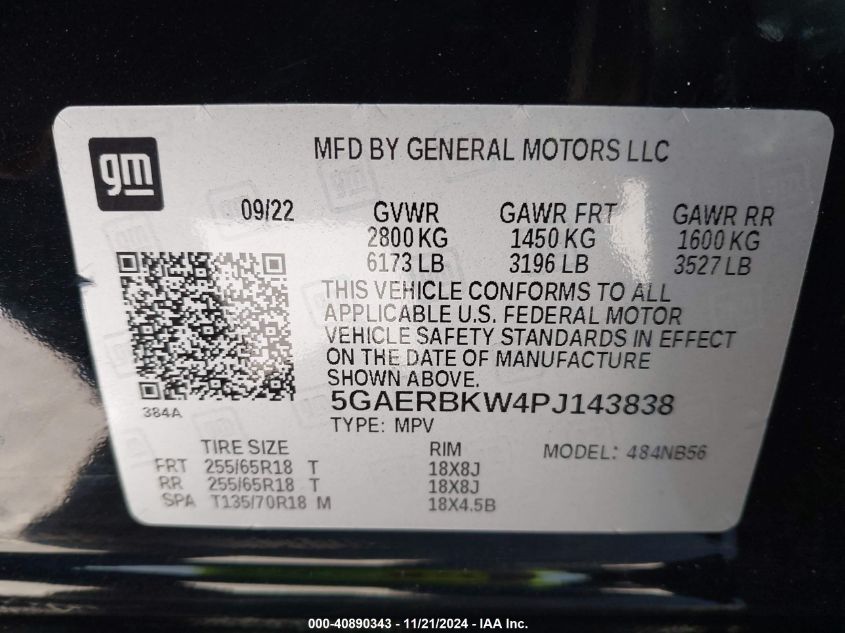 gm
MFD BY GENERAL MOTORS LLC
09/22 GVWR GAWR FRT GAWR RR
2800 KG 1450 KG 1600 KG
6173 LB 3196 LB 3527 LB
THIS VEHICLE CONFORMS TO ALL
APPLICABLE U.S. FEDERAL MOTOR
VEHICLE SAFETY STANDARDS IN EFFECT
ON THE DATE OF MANUFACTURE
SHOWN ABOVE.
384A
5GAERBKW4PJ143838
TYPE: MPV
TIRE SIZE RIM MODEL: 484NB56
FRT 255/65R18 T 18X8J
RR 255/65R18 T 18X8J
SPA T135/70R18 M 18X4.5B
000-40890343 - 11/21/2024 - IAA Inc.